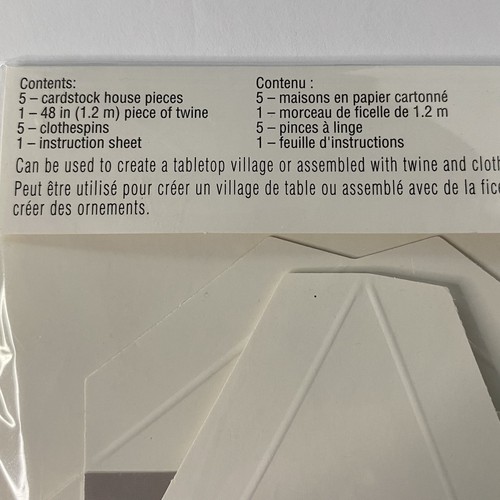 Contents:
5 – cardstock house pieces
1 – 48 in (1.2 m) piece of twine
5 – clothespins
1 – instruction sheet
Contenu :
5 – maisons en papier cartonné
1 – morceau de ficelle de 1.2 m
5 – pinces à linge
1 – feuille d'instructions
Can be used to create a tabletop village or assembled with twine and
Peut être utilisé pour créer un village de table ou assemblé avec de la
créer des ornements.